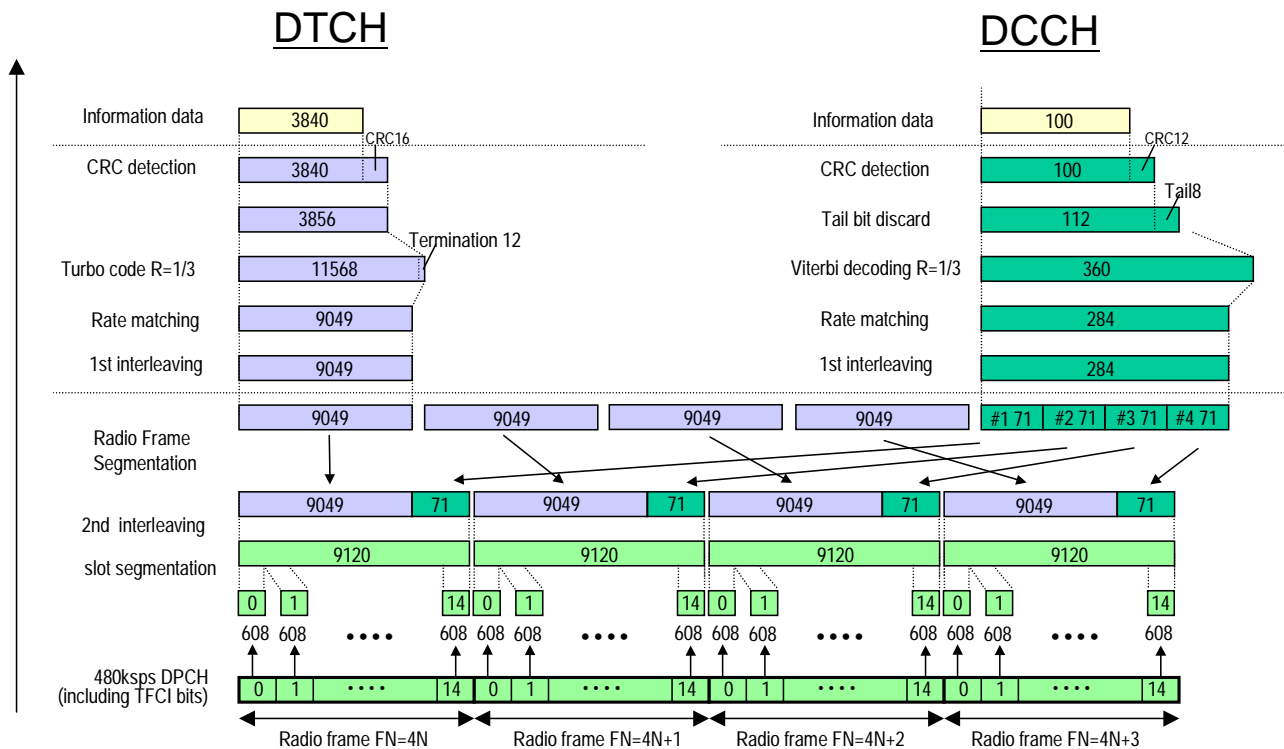 DTCH DCCH
Information data 3840 Information data 100
CRC16 CRC12
CRC detection 3840 CRC detection 100
Tail8
3856 Tail bit discard 112
Termination 12
Turbo code R=1/3 11568 Viterbi decoding R=1/3 360
Rate matching 9049 Rate matching 284
1st interleaving 9049 1st interleaving 284
9049 9049 9049 9049 #1 71 #2 71 #3 71 #4 71
Radio Frame
Segmentation
9049 71 9049 71 9049 71 9049 71
2nd interleaving
9120 9120 9120 9120
slot segmentation
0 1 14 0 1 14 0 1 14 0 1 14
608 608 •••• 608 608 608 •••• 608 608 608 •••• 608 608 608 •••• 608
480ksps DPCH
(including TFCI bits)
0 1 •••• 14 0 1 •••• 14 0 1 •••• 14 0 1 •••• 14
Radio frame FN=4N Radio frame FN=4N+1 Radio frame FN=4N+2 Radio frame FN=4N+3